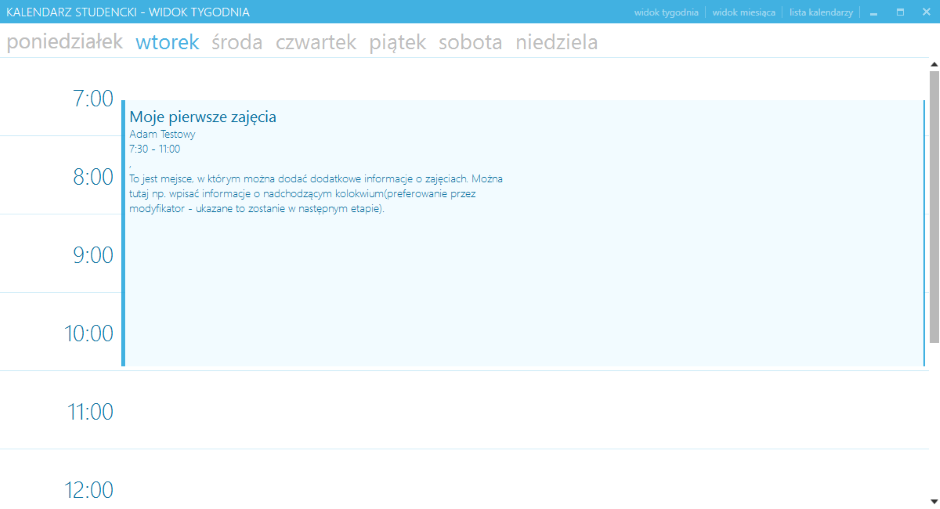 KALENDARZ STUDENCKI - WIDOK TYGODNIA
widok tygodnia | widok miesiąca | lista kalendarzy
poniedziałek wtorek środa czwartek piątek sobota niedziela
7:00
Moje pierwsze zajęcia
Adam Testowy
7:30 - 11:00
,
To jest mejsce, w którym można dodać dodatkowe informacje o zajęciach. Można
tutaj np. wpisać informacje o nadchodzącym kolokwium(preferowanie przez
modyfikator - ukazane to zostanie w następnym etapie).
8:00
9:00
10:00
11:00
12:00